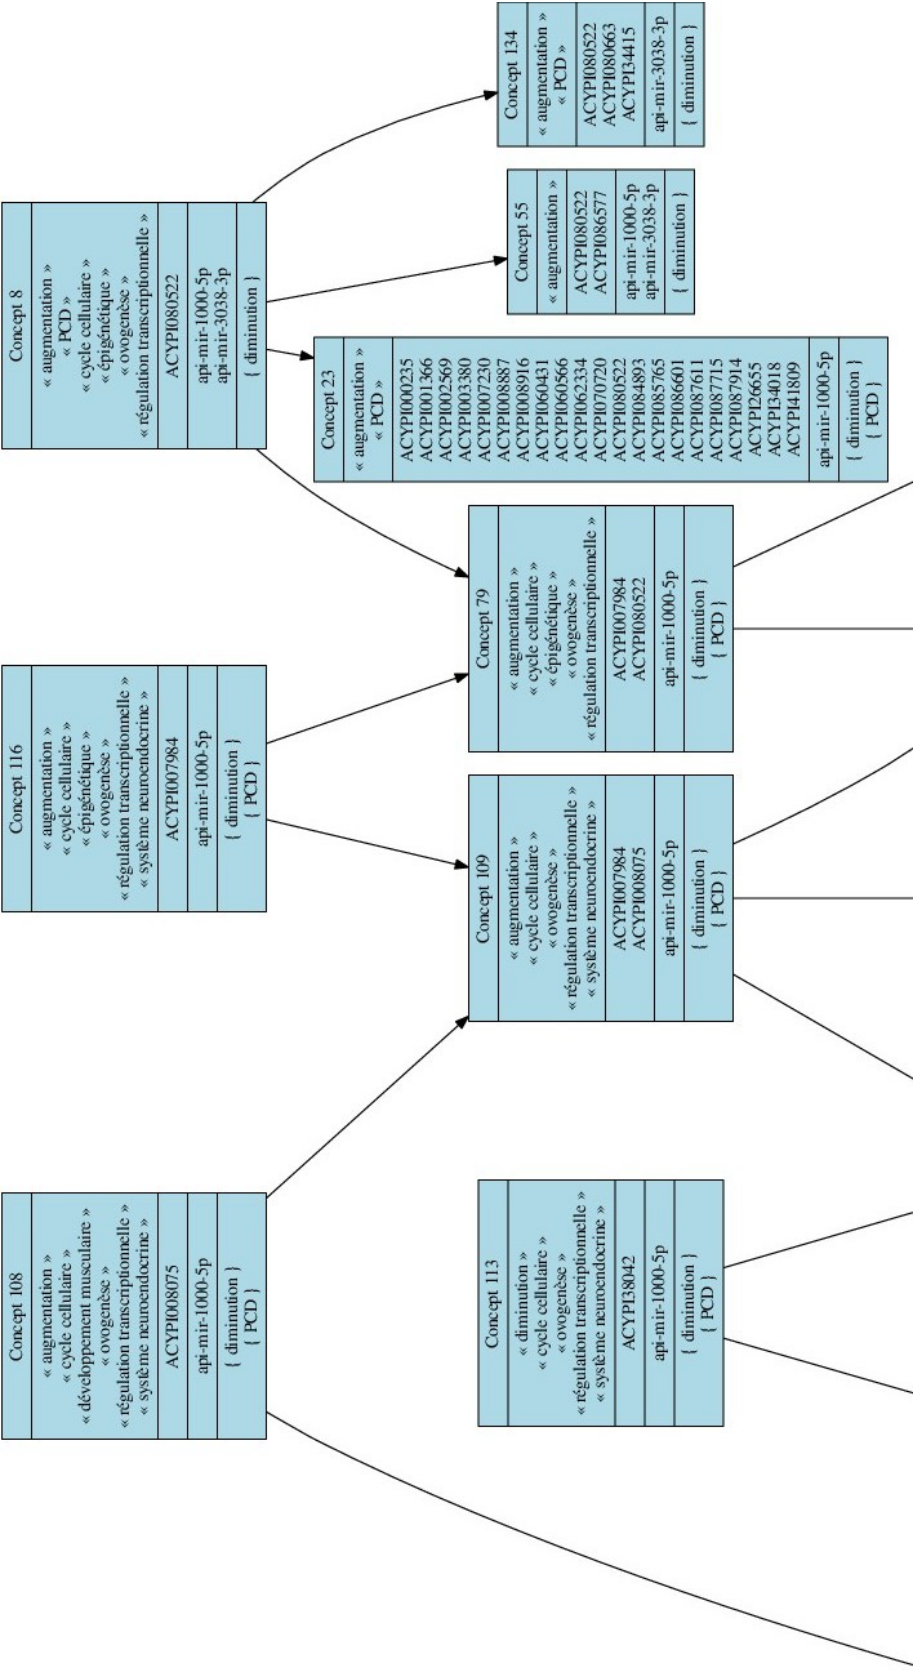 Concept 108
« augmentation »
« cycle cellulaire »
« développement musculaire »
« ovogenèse »
« régulation transcriptionnelle »
« système neuroendocrine »
ACYPI008075
api-mir-1000-5p
{ diminution }
{ PCD }
Concept 116
« augmentation »
« cycle cellulaire »
« épigénétique »
« ovogenèse »
« régulation transcriptionnelle »
« système neuroendocrine »
ACYPI007984
api-mir-1000-5p
{ diminution }
{ PCD }
Concept 8
« augmentation »
« PCD »
« cycle cellulaire »
« épigénétique »
« ovogenèse »
« régulation transcriptionnelle »
ACYPI080522
api-mir-1000-5p
api-mir-3038-3p
{ diminution }
Concept 113
« diminution »
« cycle cellulaire »
« ovogenèse »
« régulation transcriptionnelle »
« système neuroendocrine »
ACYPI38042
api-mir-1000-5p
{ diminution }
{ PCD }
Concept 109
« augmentation »
« cycle cellulaire »
« ovogenèse »
« régulation transcriptionnelle »
« système neuroendocrine »
ACYPI007984
ACYPI008075
api-mir-1000-5p
{ diminution }
{ PCD }
Concept 79
« augmentation »
« cycle cellulaire »
« épigénétique »
« ovogenèse »
« régulation transcriptionnelle »
ACYPI007984
ACYPI080522
api-mir-1000-5p
{ diminution }
{ PCD }
Concept 23
« augmentation »
« PCD »
ACYPI000235
ACYPI001366
ACYPI002569
ACYPI003380
ACYPI007230
ACYPI008887
ACYPI008916
ACYPI060431
ACYPI060566
ACYPI062334
ACYPI070720
ACYPI080522
ACYPI084893
ACYPI085765
ACYPI086601
ACYPI087611
ACYPI087715
ACYPI087914
ACYPI26655
ACYPI34018
ACYPI41809
api-mir-1000-5p
{ diminution }
{ PCD }
Concept 55
« augmentation »
ACYPI080522
ACYPI086577
api-mir-1000-5p
api-mir-3038-3p
{ diminution }
Concept 134
« augmentation »
« PCD »
ACYPI080522
ACYPI080663
ACYPI34415
api-mir-3038-3p
{ diminution }